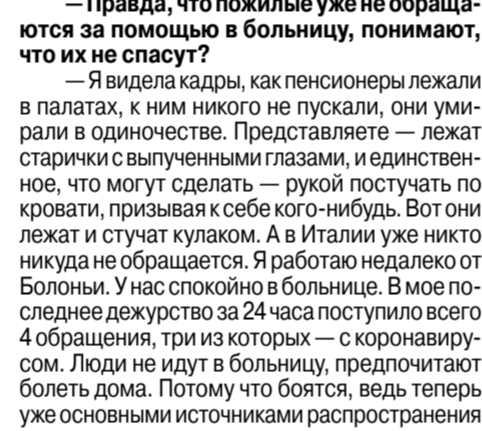 — Правда, что пожилые уже не обраща-
ются за помощью в больницу, понимают,
что их не спасут?
— Я видела кадры, как пенсионеры лежали
в палатах, к ним никого не пускали, они уми-
рали в одиночестве. Представляете — лежат
старички с выпученными глазами, и единствен-
ное, что могут сделать — рукой постучать по
кровати, призывая к себе кого-нибудь. Вот они
лежат и стучат кулаком. А в Италии уже никто
никуда не обращается. Я работаю недалеко от
Болоньи. У нас спокойно в больнице. В мое по-
следнее дежурство за 24 часа поступило всего
4 обращения, три из которых — с коронавиру-
сом. Люди не идут в больницу, предпочитают
болеть дома. Потому что боятся, ведь теперь
уже основными источниками распространения